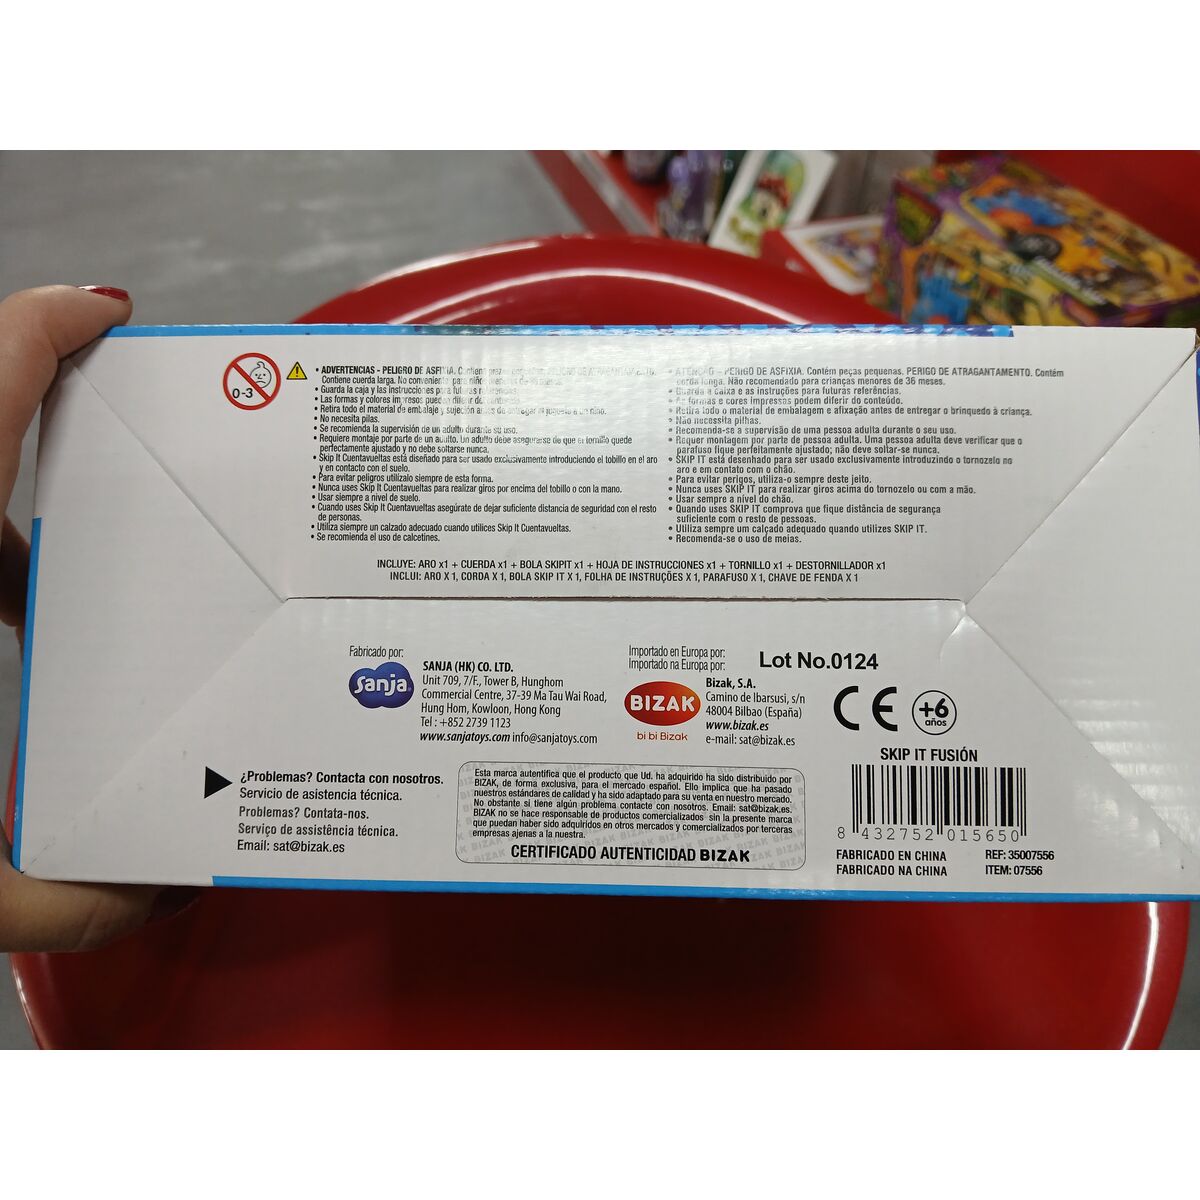 0-3
• ADVERTENCIAS - PELIGRO DE ASFIXIA. Contiene piezas pequeñas. PELIGRO DE ATRAGANTAMIENTO.
Contiene cuerda larga. No conveniente para niños menores de 36 meses.
• Guarda la caja y las instrucciones para futuras referencias.
• Las formas y colores impresos pueden diferir del contenido.
• Retira todo el material de embalaje y sujeción antes de entregar el juguete a un niño.
• No necesita pilas.
• Se recomienda la supervisión de un adulto durante su uso.
• Requiere montaje por parte de un adulto. Un adulto debe asegurarse de que el tornillo quede
perfectamente ajustado y no debe soltarse nunca.
• Skip It Cuentavueltas está diseñado para ser usado exclusivamente introduciendo el tobillo en el aro
y en contacto con el suelo.
• Para evitar peligros utilízalo siempre de esta forma.
• Nunca uses Skip It Cuentavueltas para realizar giros por encima del tobillo o con la mano.
• Usar siempre a nivel de suelo.
• Cuando uses Skip It Cuentavueltas asegúrate de dejar suficiente distancia de seguridad con el resto
de personas.
• Utiliza siempre un calzado adecuado cuando utilices Skip It Cuentavueltas.
• Se recomienda el uso de calcetines.
• ATENÇÃO - PERIGO DE ASFIXIA. Contém peças pequenas. PERIGO DE ATRAGANTAMENTO. Contém
corda longa. Não recomendado para crianças menores de 36 meses.
• Guarda a caixa e as instruções para futuras referências.
• As formas e cores impressos podem diferir do conteúdo.
• Retira todo o material de embalagem e afixação antes de entregar o brinquedo à criança.
• Não necessita pilhas.
• Recomenda-se a supervisão de uma pessoa adulta durante o seu uso.
• Requer montagem por parte de pessoa adulta. Uma pessoa adulta deve verificar que o
parafuso fique perfeitamente ajustado; não deve soltar-se nunca.
• SKIP IT está desenhado para ser usado exclusivamente introduzindo o tornozelo no
aro e em contato com o chão.
• Para evitar perigos, utiliza-o sempre deste jeito.
• Nunca uses SKIP IT para realizar giros acima do tornozelo ou com a mão.
• Usar sempre a nível do chão.
• Quando uses SKIP IT comprova que fique distância de segurança
suficiente com o resto de pessoas.
• Utiliza sempre um calçado adequado quando utilizes SKIP IT.
• Recomenda-se o uso de meias.
INCLUYE: ARO x1 + CUERDA x1 + BOLA SKIPIT x1 + HOJA DE INSTRUCCIONES x1 + TORNILLO x1 + DESTORNILLADOR x1
INCLUI: ARO X 1, CORDA X 1, BOLA SKIP IT X 1, FOLHA DE INSTRUÇÕES X 1, PARAFUSO X 1, CHAVE DE FENDA X 1
Fabricado por:
Sanja
SANJA (HK) CO. LTD.
Unit 709, 7/F., Tower B, Hunghom
Commercial Centre, 37-39 Ma Tau Wai Road,
Hung Hom, Kowloon, Hong Kong
Tel : +852 2739 1123
www.sanjatoys.com info@sanjatoys.com
Importado en Europa por:
Importado na Europa por:
BIZAK
bi bi Bizak
Bizak, S.A.
Camino de Ibarsusi, s/n
48004 Bilbao (España)
www.bizak.es
e-mail: sat@bizak.es
Lot No.0124
CE
+6
años
¿Problemas? Contacta con nosotros.
Servicio de asistencia técnica.
Problemas? Contata-nos.
Serviço de assistência técnica.
Email: sat@bizak.es
Esta marca autentifica que el producto que Ud. ha adquirido ha sido distribuido por
BIZAK, de forma exclusiva, para el mercado español. Ello implica que ha pasado
nuestros estándares de calidad y ha sido adaptado para su venta en nuestro mercado.
No obstante si tiene algún problema contacte con nosotros. Email: sat@bizak.es.
BIZAK no se hace responsable de productos comercializados sin la presente marca
que puedan haber sido adquiridos en otros mercados y comercializados por terceras
empresas ajenas a la nuestra.
CERTIFICADO AUTENTICIDAD BIZAK
SKIP IT FUSIÓN
8 432752 015650
FABRICADO EN CHINA
FABRICADO NA CHINA
REF: 35007556
ITEM: 07556